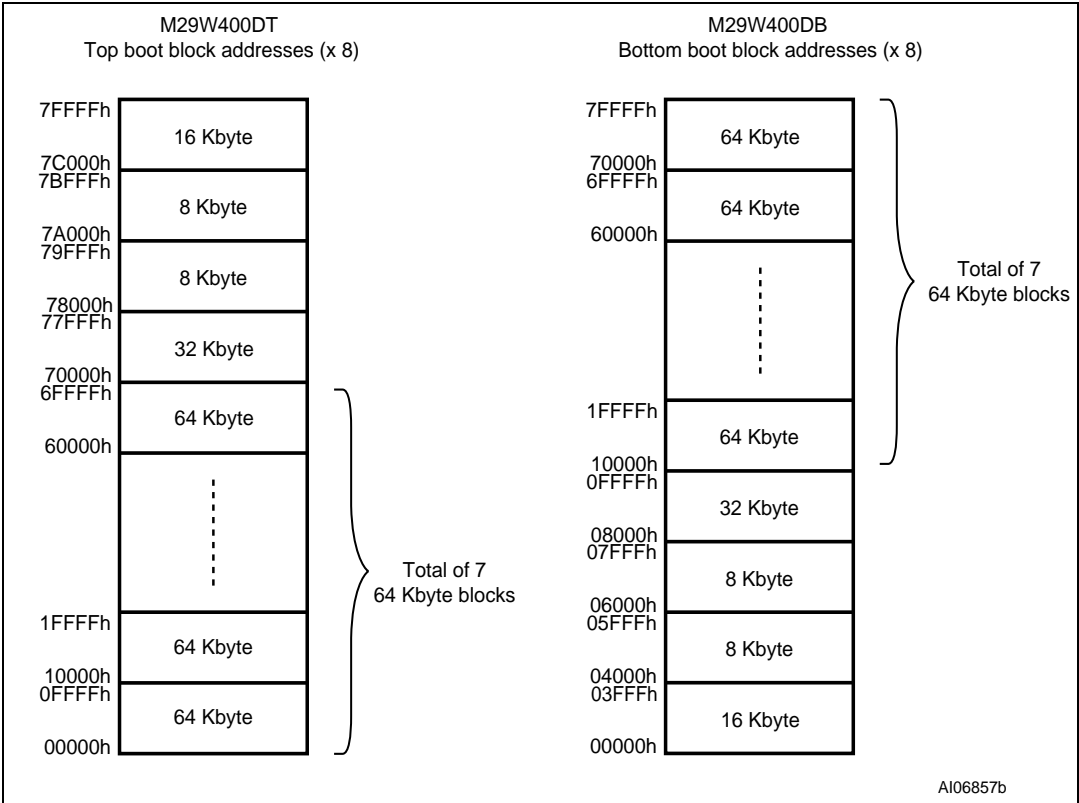 M29W400DT
Top boot block addresses (x 8)
7FFFFh
16 Kbyte
7C000h
7BFFFh
8 Kbyte
7A000h
79FFFh
8 Kbyte
78000h
77FFFh
32 Kbyte
70000h
6FFFFh
64 Kbyte
60000h
Total of 7
64 Kbyte blocks
1FFFFh
64 Kbyte
10000h
0FFFFh
64 Kbyte
00000h
M29W400DB
Bottom boot block addresses (x 8)
7FFFFh
64 Kbyte
70000h
6FFFFh
64 Kbyte
60000h
Total of 7
64 Kbyte blocks
1FFFFh
64 Kbyte
10000h
0FFFFh
32 Kbyte
08000h
07FFFh
8 Kbyte
06000h
05FFFh
8 Kbyte
04000h
03FFFh
16 Kbyte
00000h
AI06857b